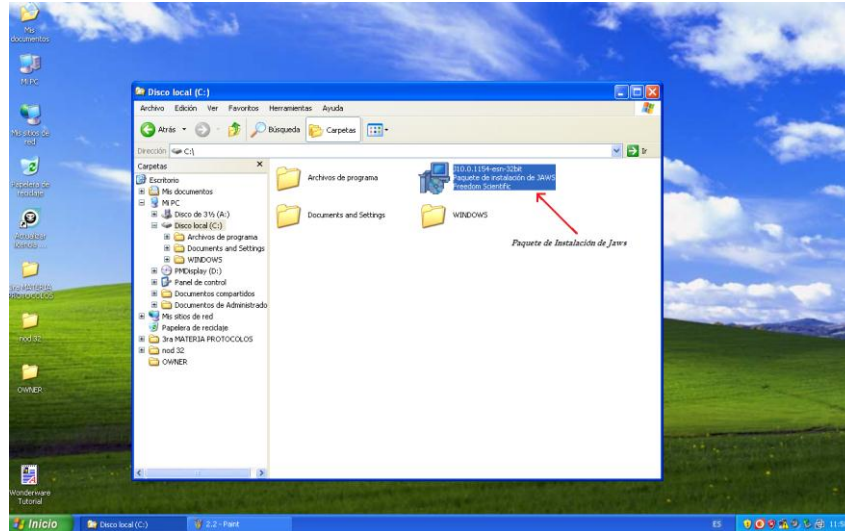 Mis
documentos
Mi PC
Mis sitios de
red
Papelera de
reciclaje
Actualizar
licencia ...
3ra MATERIA
PROTOCOLOS
nod 32
OWNER
Wonderware
Tutorial
Disco local (C:)
Archivo Edición Ver Favoritos Herramientas Ayuda
Atrás Búsqueda Carpetas
Dirección C:\ Ir
Carpetas
Escritorio
Mis documentos
Mi PC
Disco de 3½ (A:)
Disco local (C:)
Archivos de programa
Documents and Settings
WINDOWS
PMDisplay (D:)
Panel de control
Documentos compartidos
Documentos de Administrado
Mis sitios de red
Papelera de reciclaje
3ra MATERIA PROTOCOLOS
nod 32
OWNER
Archivos de programa
J10.0.1154-esn-32bit
Paquete de instalación de JAWS
Freedom Scientific
Documents and Settings
WINDOWS
Paquete de Instalación de Jaws
Inicio
Disco local (C:)
2.2 - Paint
ES